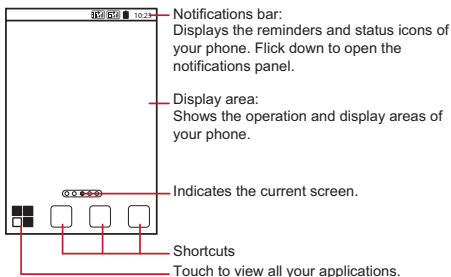 10:23
Notifications bar:
Displays the reminders and status icons of
your phone. Flick down to open the
notifications panel.
Display area:
Shows the operation and display areas of
your phone.
Indicates the current screen.
Shortcuts
Touch to view all your applications.